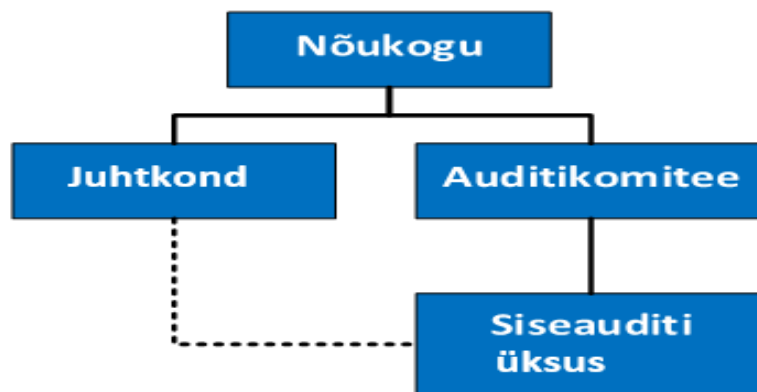 Nõukogu
Juhtkond
Auditikomitee
Siseauditi
üksus